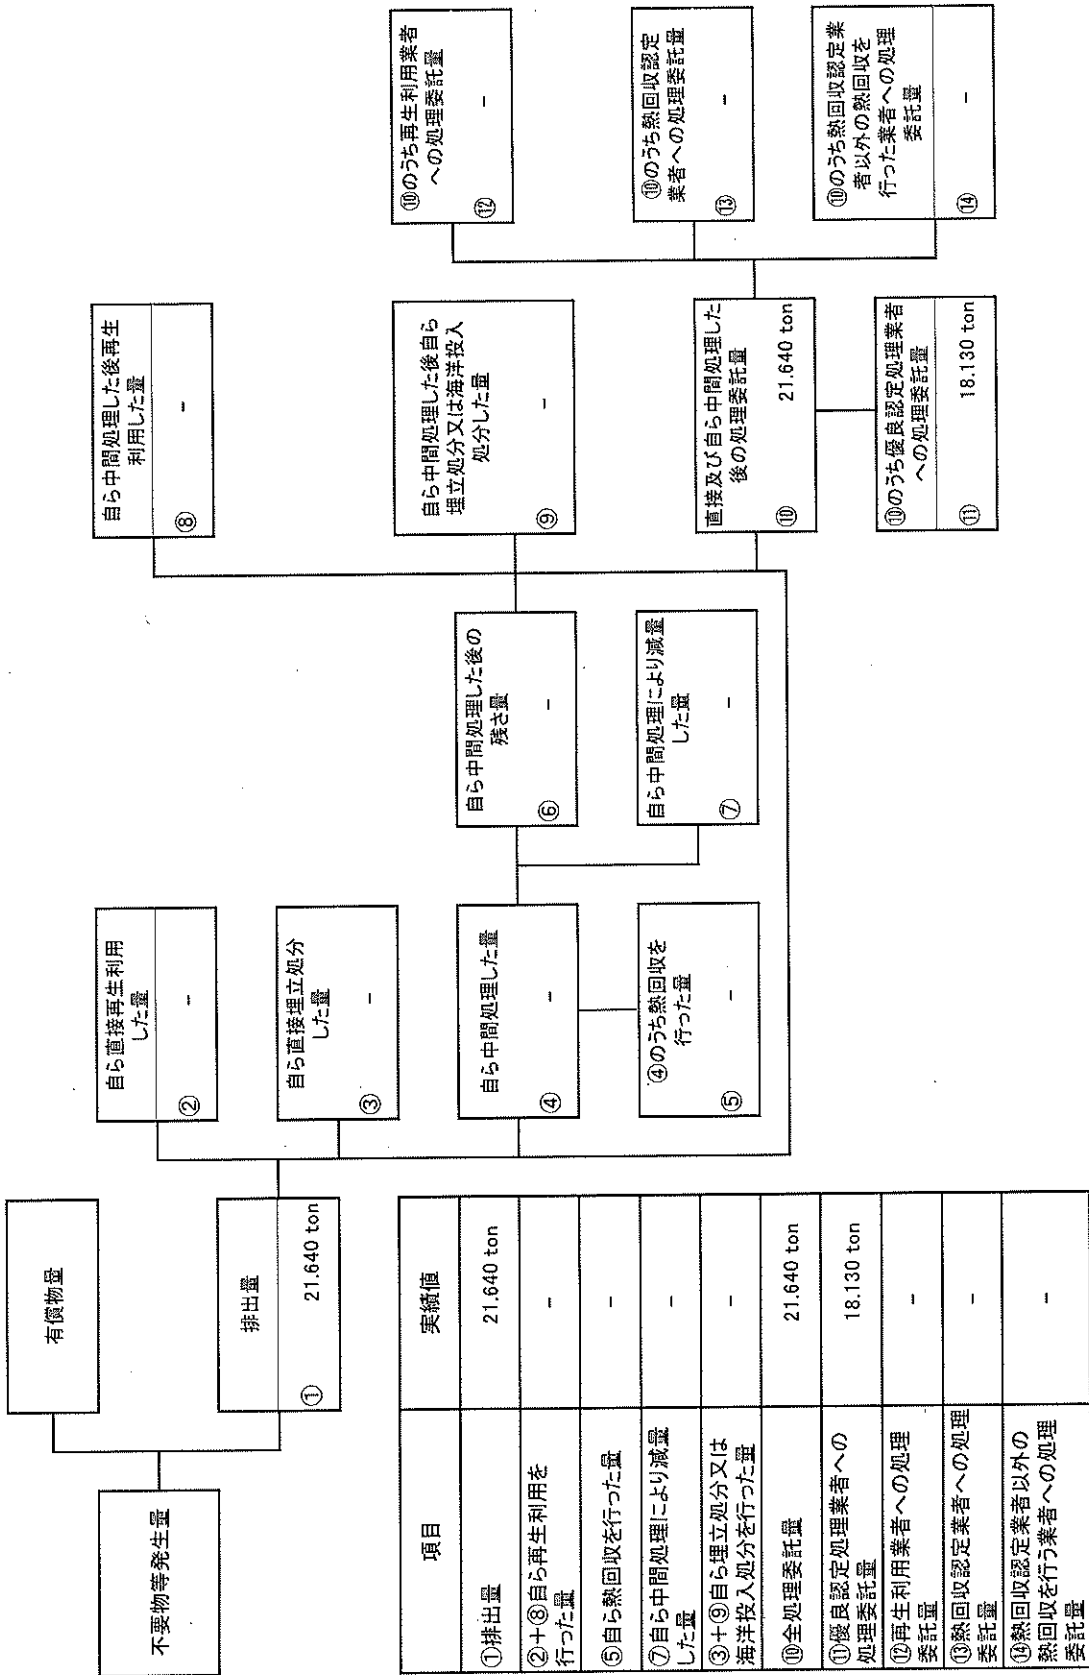 不要物等発生量
有償物量
排出量
①
21.640 ton
自ら直接再生利用
した量
②
-
自ら直接埋立処分
した量
③
-
自ら中間処理した量
④
-
④のうち熱回収を
行った量
⑤
-
自ら中間処理した後の
残さ量
⑥
-
自ら中間処理により減量
した量
⑦
-
自ら中間処理した後再生
利用した量
⑧
-
自ら中間処理した後自ら
埋立処分又は海洋投入
処分した量
⑨
-
直接及び自ら中間処理した
後の処理委託量
⑩
21.640 ton
⑩のうち優良認定処理業者
への処理委託量
⑪
18.130 ton
⑩のうち再生利用業者
への処理委託量
⑫
-
⑩のうち熱回収認定
業者への処理委託量
⑬
-
⑩のうち熱回収認定業
者以外の熱回収を
行った業者への処理
委託量
⑭
-
項目 実績値
①排出量 21.640 ton
②+⑧自ら再生利用を
行った量 -
⑤自ら熱回収を行った量 -
⑦自ら中間処理により減量
した量 -
③+⑨自ら埋立処分又は
海洋投入処分を行った量 -
⑩全処理委託量 21.640 ton
⑪優良認定処理業者への
処理委託量 18.130 ton
⑫再生利用業者への処理
委託量 -
⑬熱回収認定業者への処理
委託量 -
⑭熱回収認定業者以外の
熱回収を行う業者への処理
委託量 -